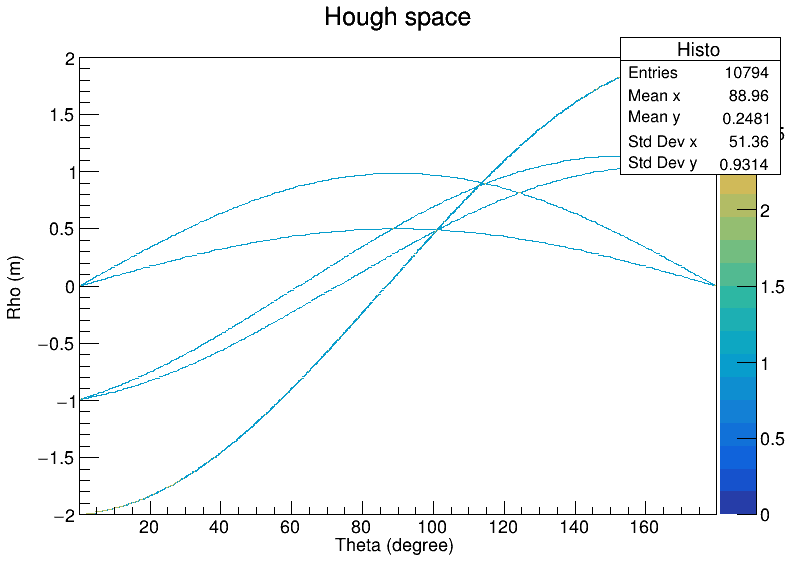 Hough space
Histo
Entries 10794
Mean x 88.96
Mean y 0.2481
Std Dev x 51.36
Std Dev y 0.9314
2
1.5
1
0.5
0
−0.5
−1
−1.5
−2
Rho (m)
20 40 60 80 100 120 140 160
Theta (degree)
5
2
1.5
1
0.5
0